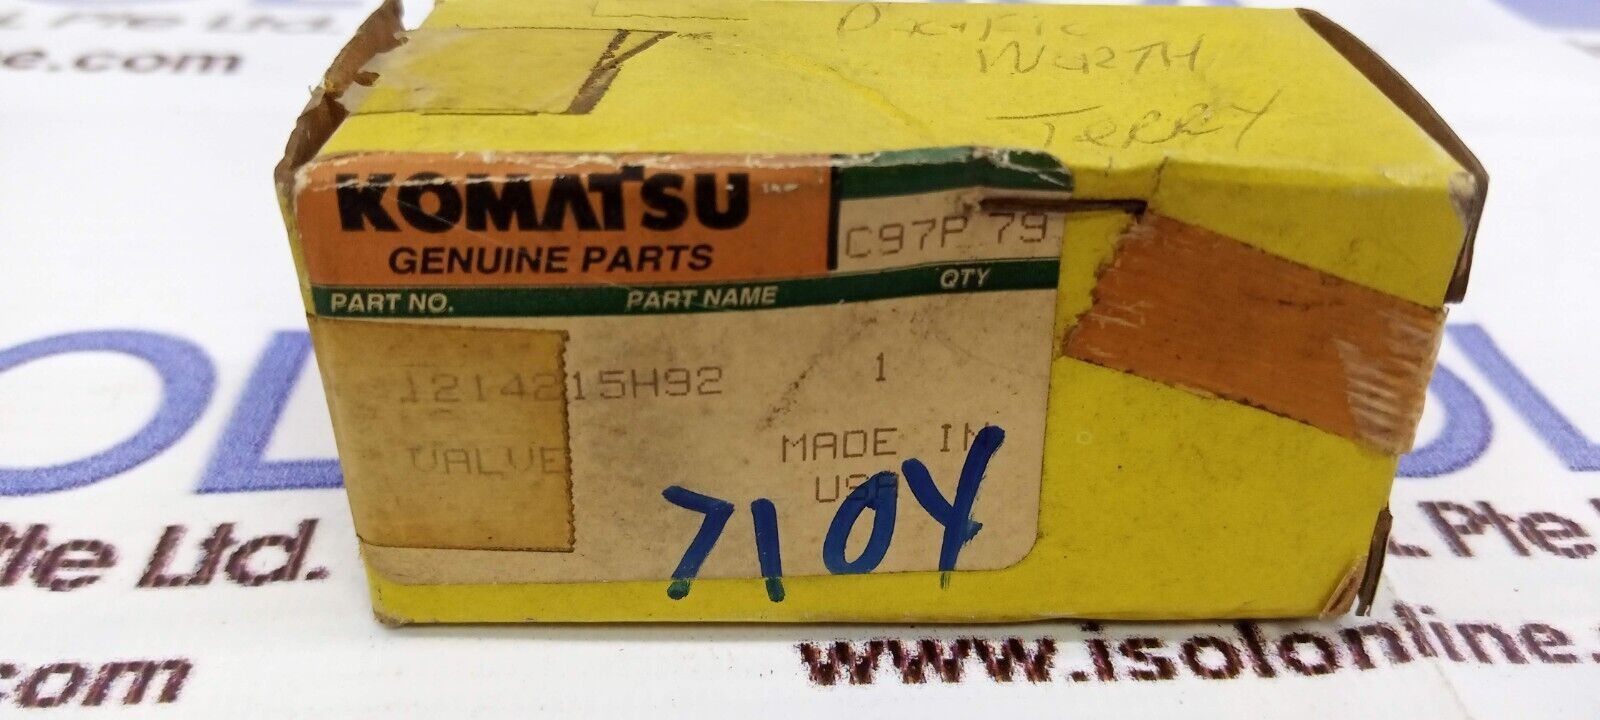 WORTH
TERRY
KOMATSU
GENUINE PARTS
C97P 79
PART NO. PART NAME QTY
1214215H92 1
VALVE
MADE IN
USA
710Y
Pte Ltd.
.com
www.isolonline.com